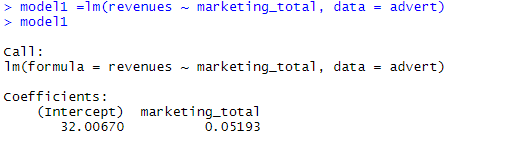 > model1 =lm(revenues ~ marketing_total, data = advert)
> model1
Call:
lm(formula = revenues ~ marketing_total, data = advert)
Coefficients:
(Intercept) marketing_total
32.00670 0.05193